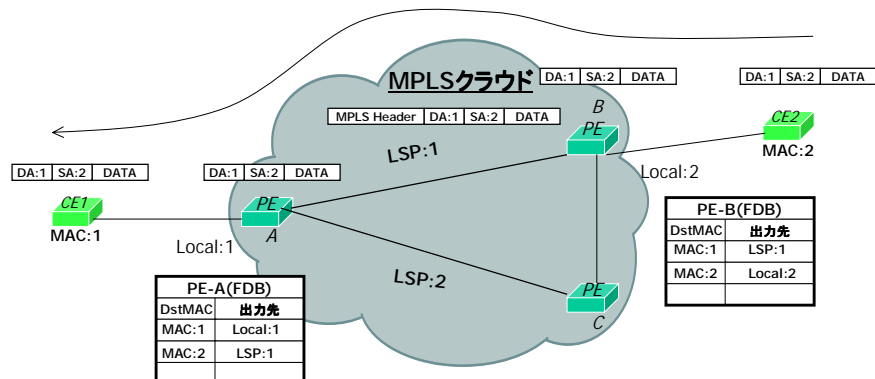 MPLSクラウド
DA:1 SA:2 DATA
DA:1 SA:2 DATA
B
MPLS Header DA:1 SA:2 DATA
PE
CE2
MAC:2
LSP:1
Local:2
DA:1 SA:2 DATA
DA:1 SA:2 DATA
CE1
MAC:1
PE
A
Local:1
LSP:2
PE
C
PE-B(FDB)
DstMAC 出力先
MAC:1 LSP:1
MAC:2 Local:2
PE-A(FDB)
DstMAC 出力先
MAC:1 Local:1
MAC:2 LSP:1